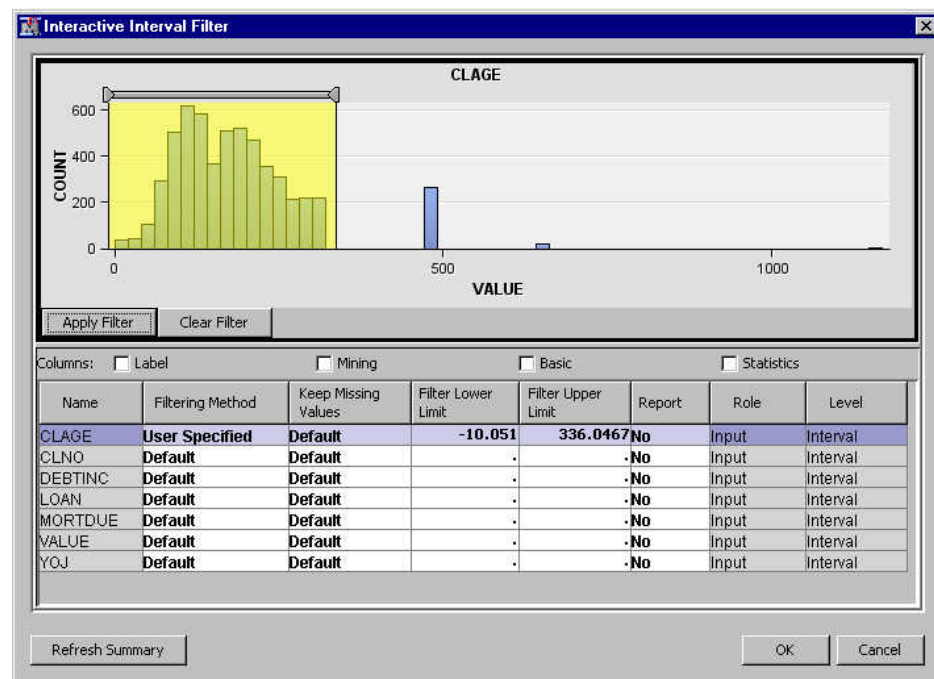 Interactive Interval Filter
CLAGE
600
400
200
0
COUNT
0 500 1000
VALUE
Apply Filter Clear Filter
Columns: Label Mining Basic Statistics
Name Filtering Method Keep Missing Values Filter Lower Limit Filter Upper Limit Report Role Level
CLAGE User Specified Default -10.051 336.0467 No Input Interval
CLNO Default Default . . No Input Interval
DEBTINC Default Default . . No Input Interval
LOAN Default Default . . No Input Interval
MORTDUE Default Default . . No Input Interval
VALUE Default Default . . No Input Interval
YOJ Default Default . . No Input Interval
Refresh Summary OK Cancel